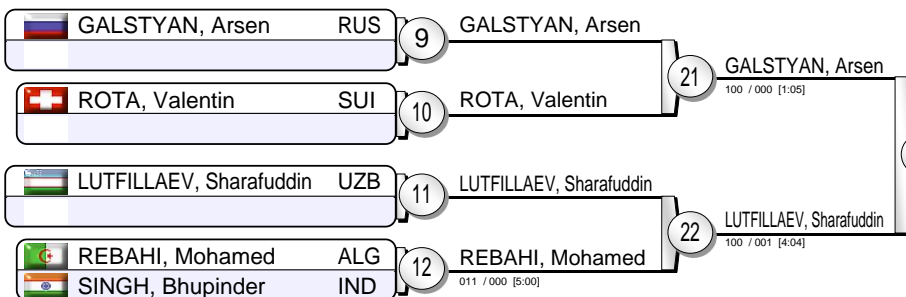 GALSTYAN, Arsen RUS
9
GALSTYAN, Arsen
21
GALSTYAN, Arsen
100 / 000 [1:05]
ROTA, Valentin SUI
10
ROTA, Valentin
LUTFILLAEV, Sharafuddin UZB
11
LUTFILLAEV, Sharafuddin
22
LUTFILLAEV, Sharafuddin
100 / 001 [4:04]
REBAHI, Mohamed ALG
12
REBAHI, Mohamed
011 / 000 [5:00]
SINGH, Bhupinder IND